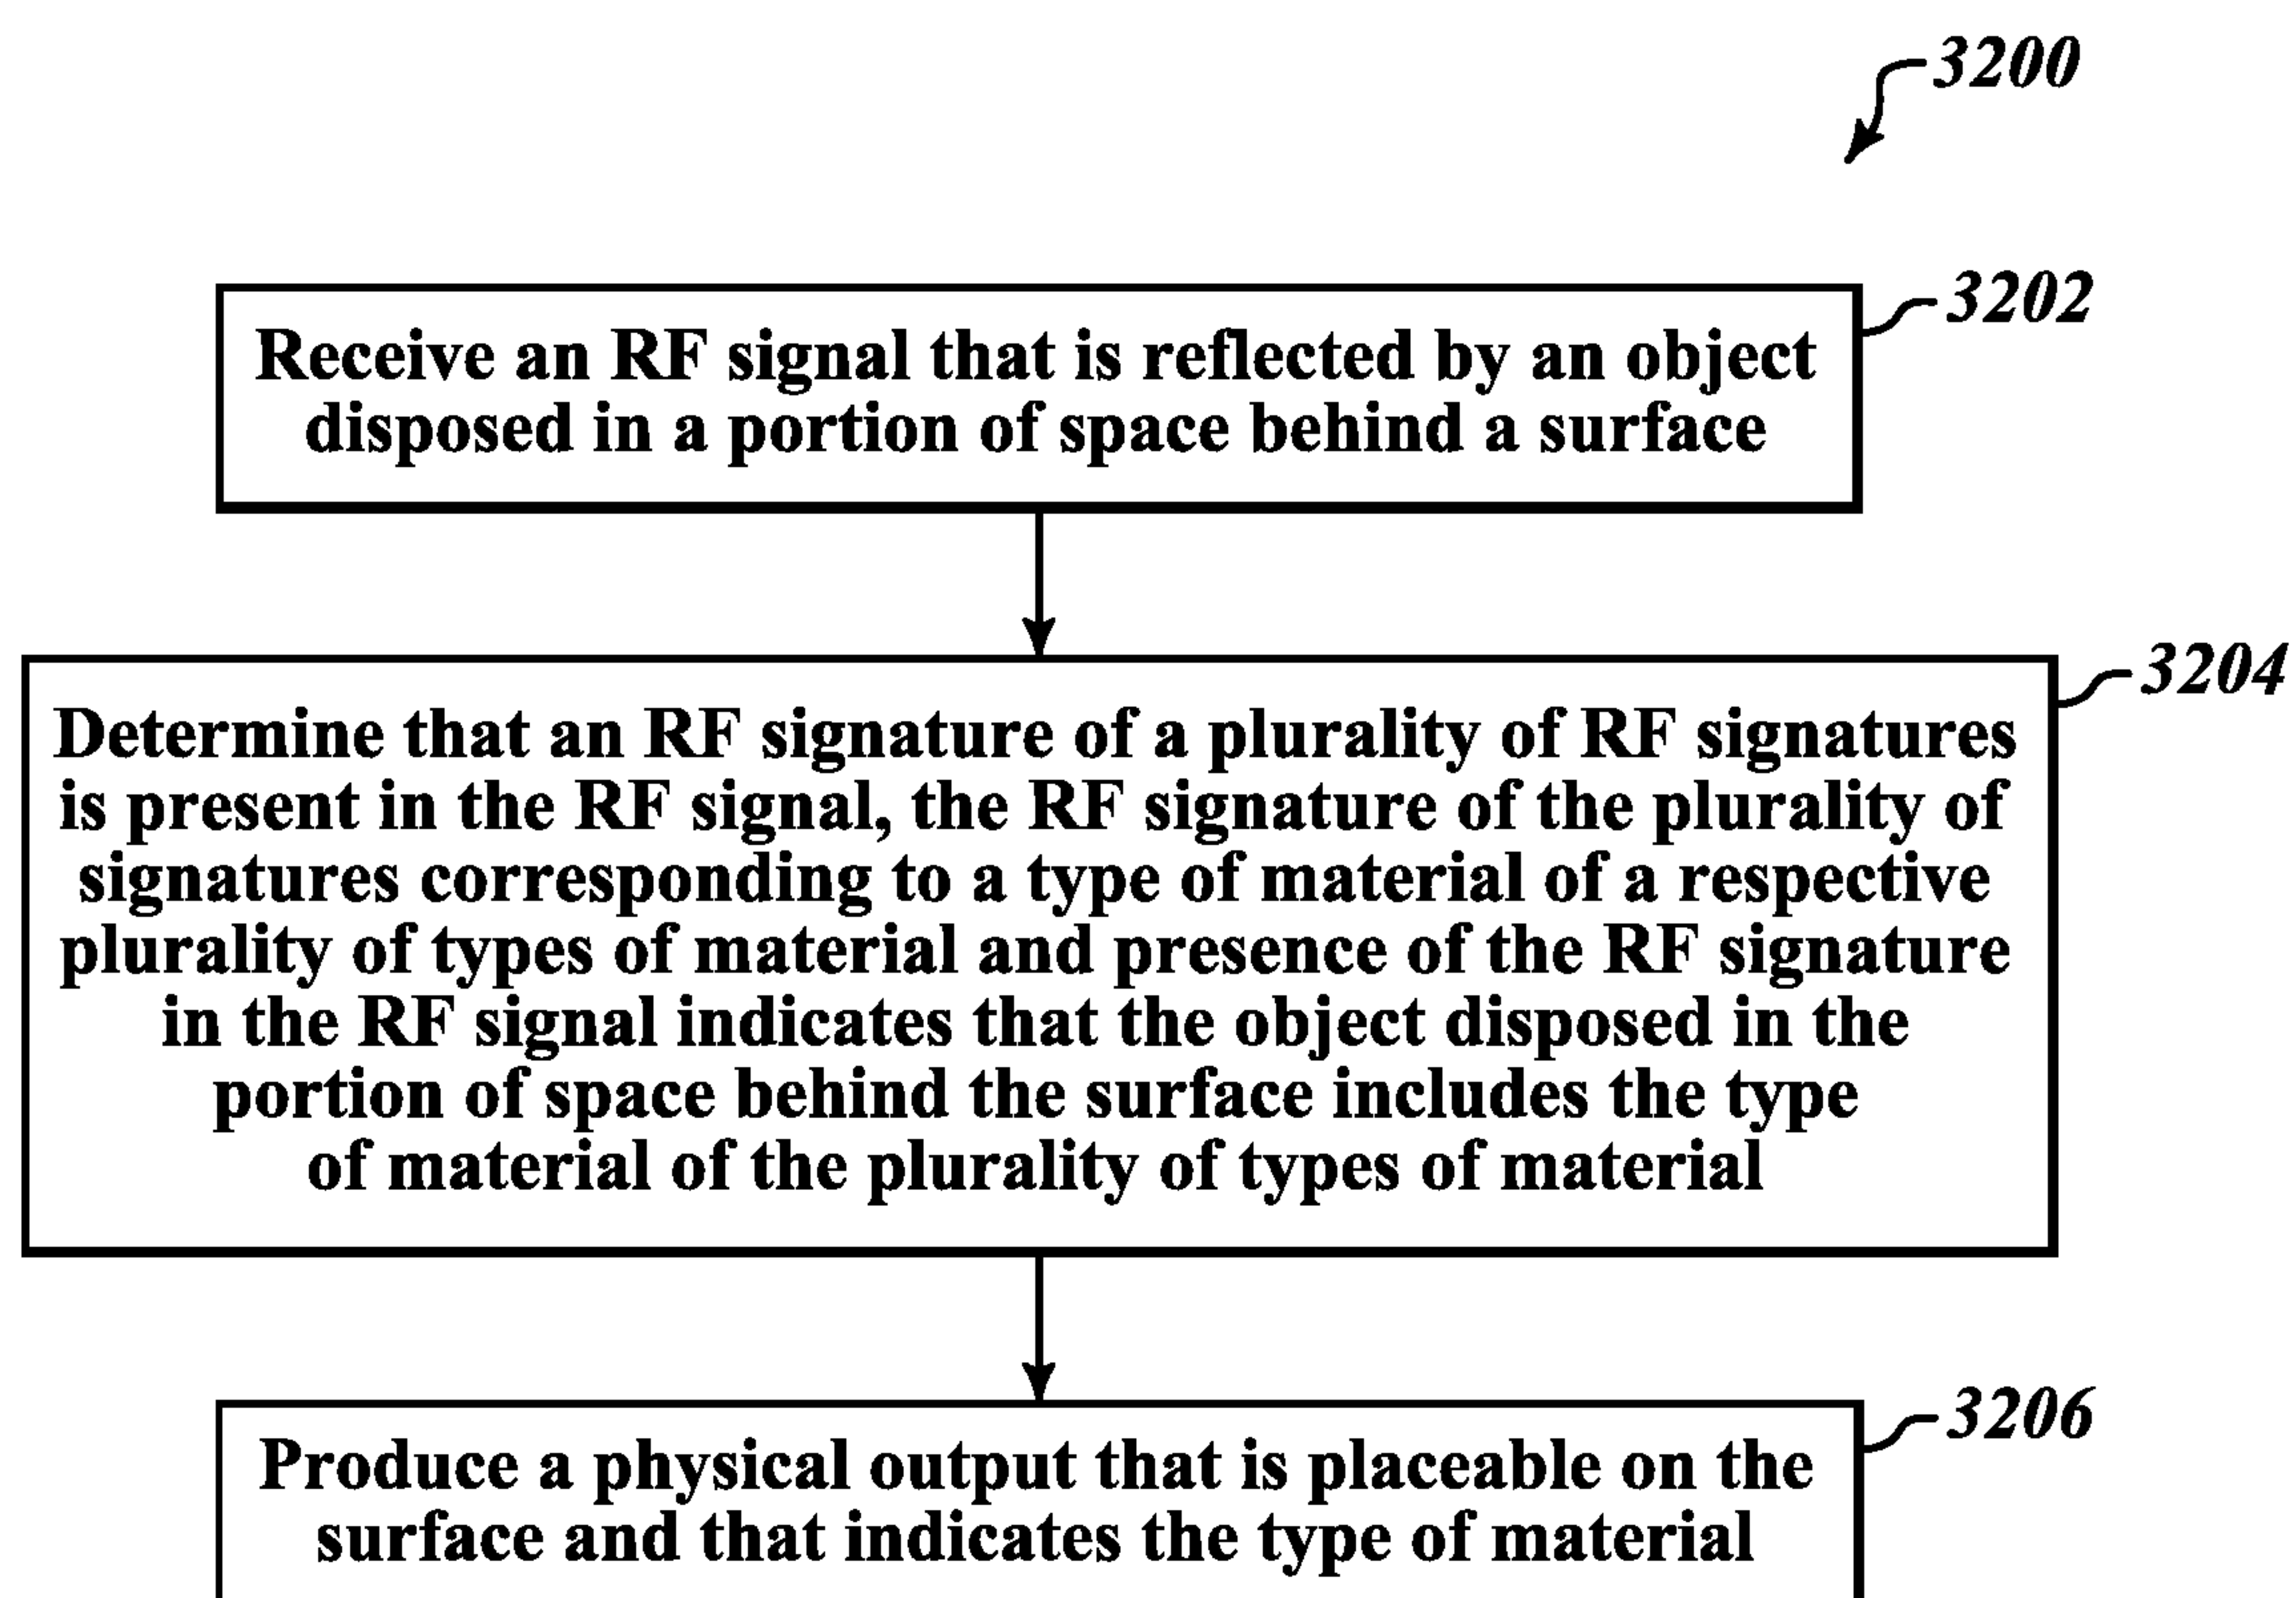 3200
3202
Receive an RF signal that is reflected by an object
disposed in a portion of space behind a surface
3204
Determine that an RF signature of a plurality of RF signatures
is present in the RF signal, the RF signature of the plurality of
signatures corresponding to a type of material of a respective
plurality of types of material and presence of the RF signature
in the RF signal indicates that the object disposed in the
portion of space behind the surface includes the type
of material of the plurality of types of material
3206
Produce a physical output that is placeable on the
surface and that indicates the type of material